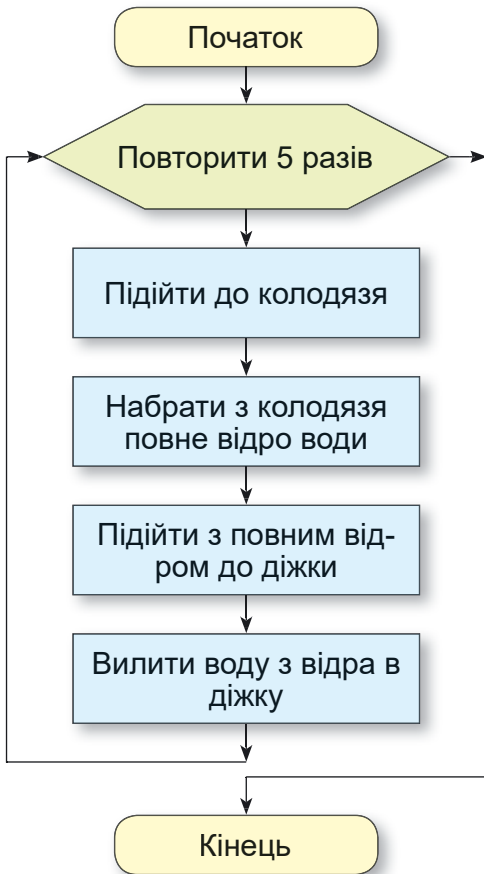 Початок
Повторити 5 разів
Підійти до колодязя
Набрати з колодязя
повне відро води
Підійти з повним від-
ром до діжки
Вилити воду з відра в
діжку
Кінець